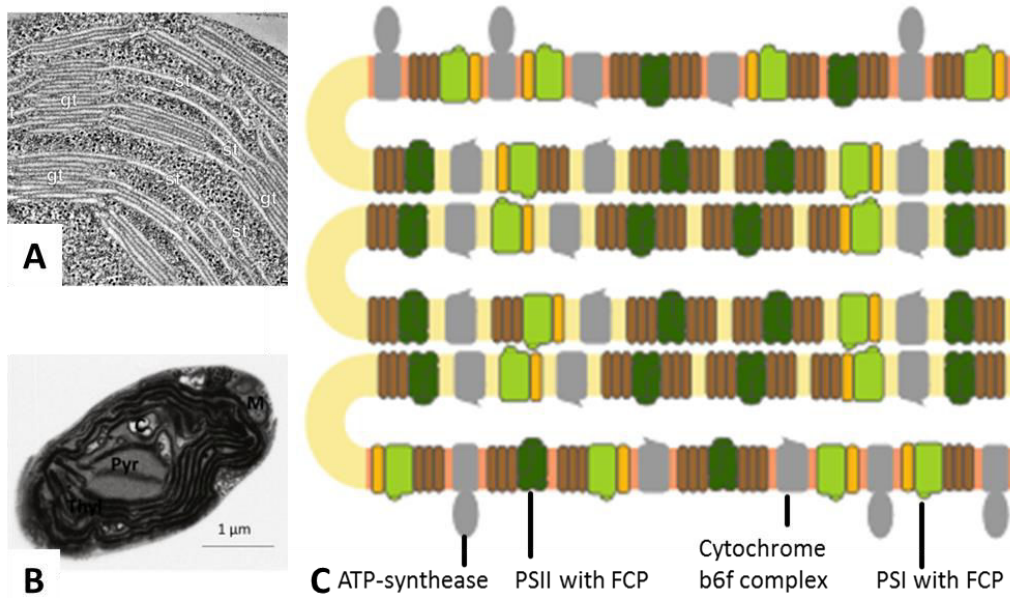 st
gt
st
gt
st
gt
st
A
M
C
Pyr
Thyl
1 µm
B
C
ATP-synthease
PSII with FCP
Cytochrome
b6f complex
PSI with FCP